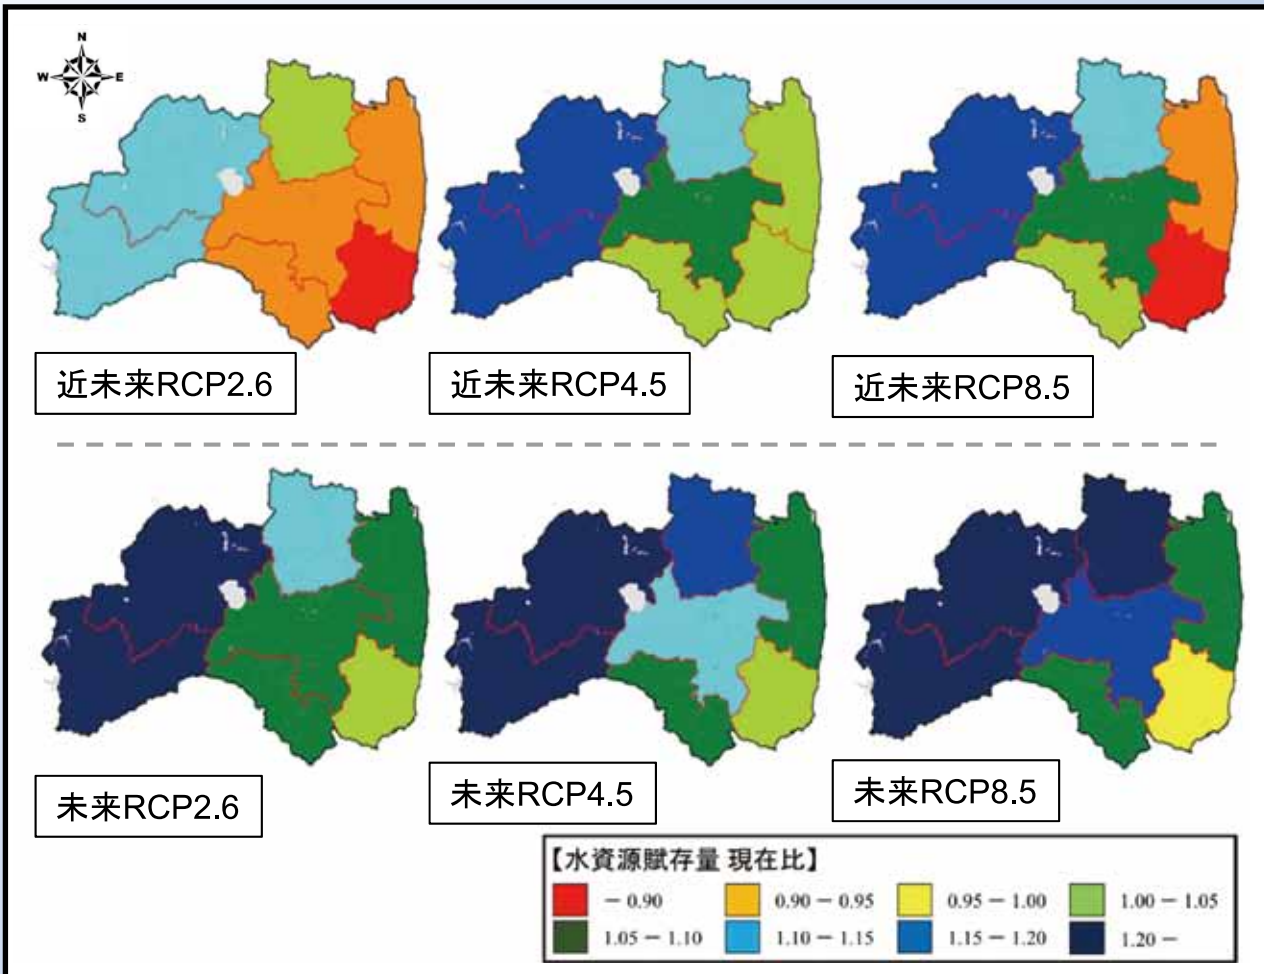 N
W E
S
近未来RCP2.6
近未来RCP4.5
近未来RCP8.5
未来RCP2.6
未来RCP4.5
未来RCP8.5
【水資源賦存量 現在比】
－ 0.90
0.90 － 0.95
0.95 － 1.00
1.00 － 1.05
1.05 － 1.10
1.10 － 1.15
1.15 － 1.20
1.20 －